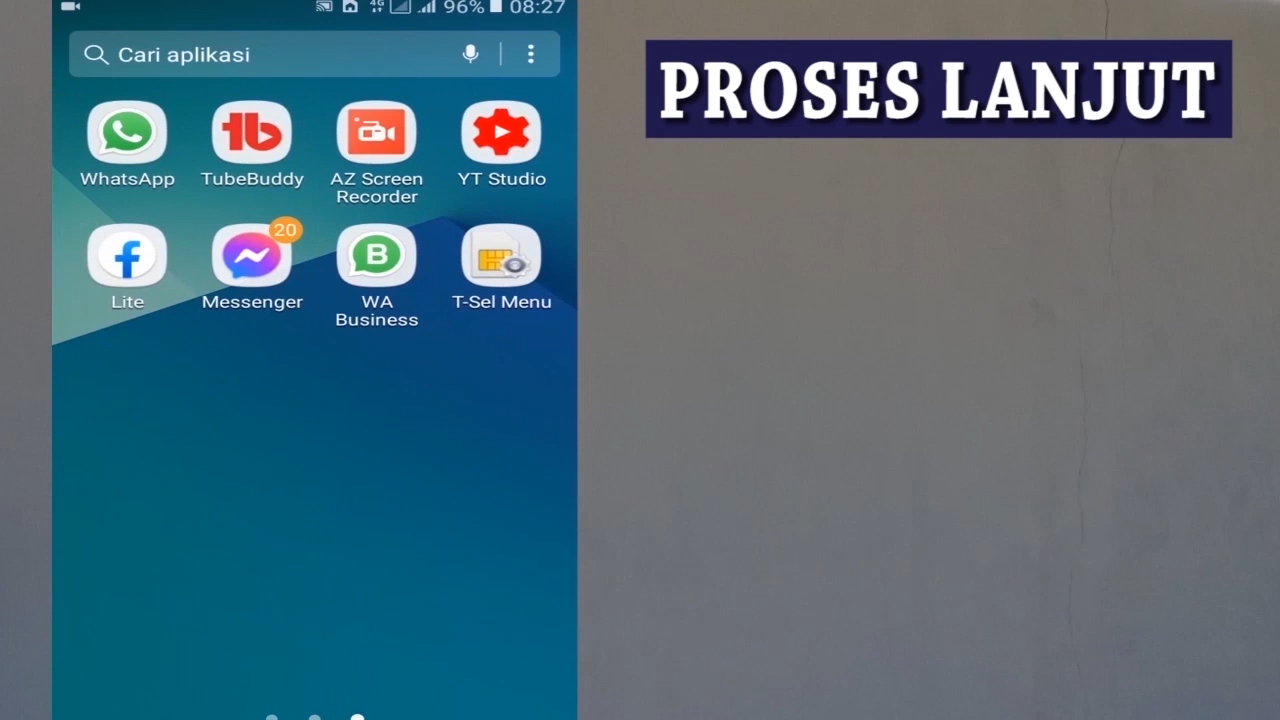 4G 96% 08:27
Cari aplikasi
PROSES LANJUT
WhatsApp TubeBuddy AZ Screen Recorder YT Studio
20
Lite Messenger WA Business T-Sel Menu
B